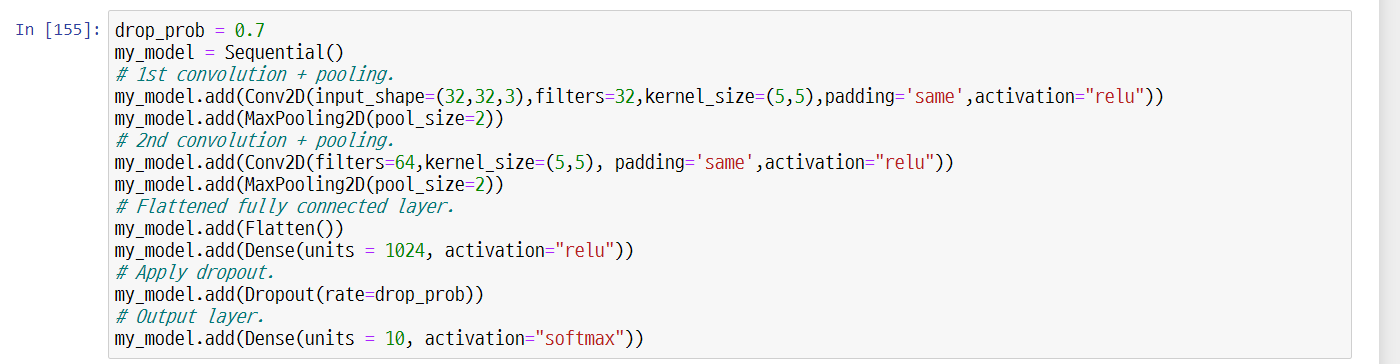 In [155]:
drop_prob = 0.7
my_model = Sequential()
# 1st convolution + pooling.
my_model.add(Conv2D(input_shape=(32,32,3),filters=32,kernel_size=(5,5),padding='same',activation="relu"))
my_model.add(MaxPooling2D(pool_size=2))
# 2nd convolution + pooling.
my_model.add(Conv2D(filters=64,kernel_size=(5,5), padding='same',activation="relu"))
my_model.add(MaxPooling2D(pool_size=2))
# Flattened fully connected layer.
my_model.add(Flatten())
my_model.add(Dense(units = 1024, activation="relu"))
# Apply dropout.
my_model.add(Dropout(rate=drop_prob))
# Output layer.
my_model.add(Dense(units = 10, activation="softmax"))